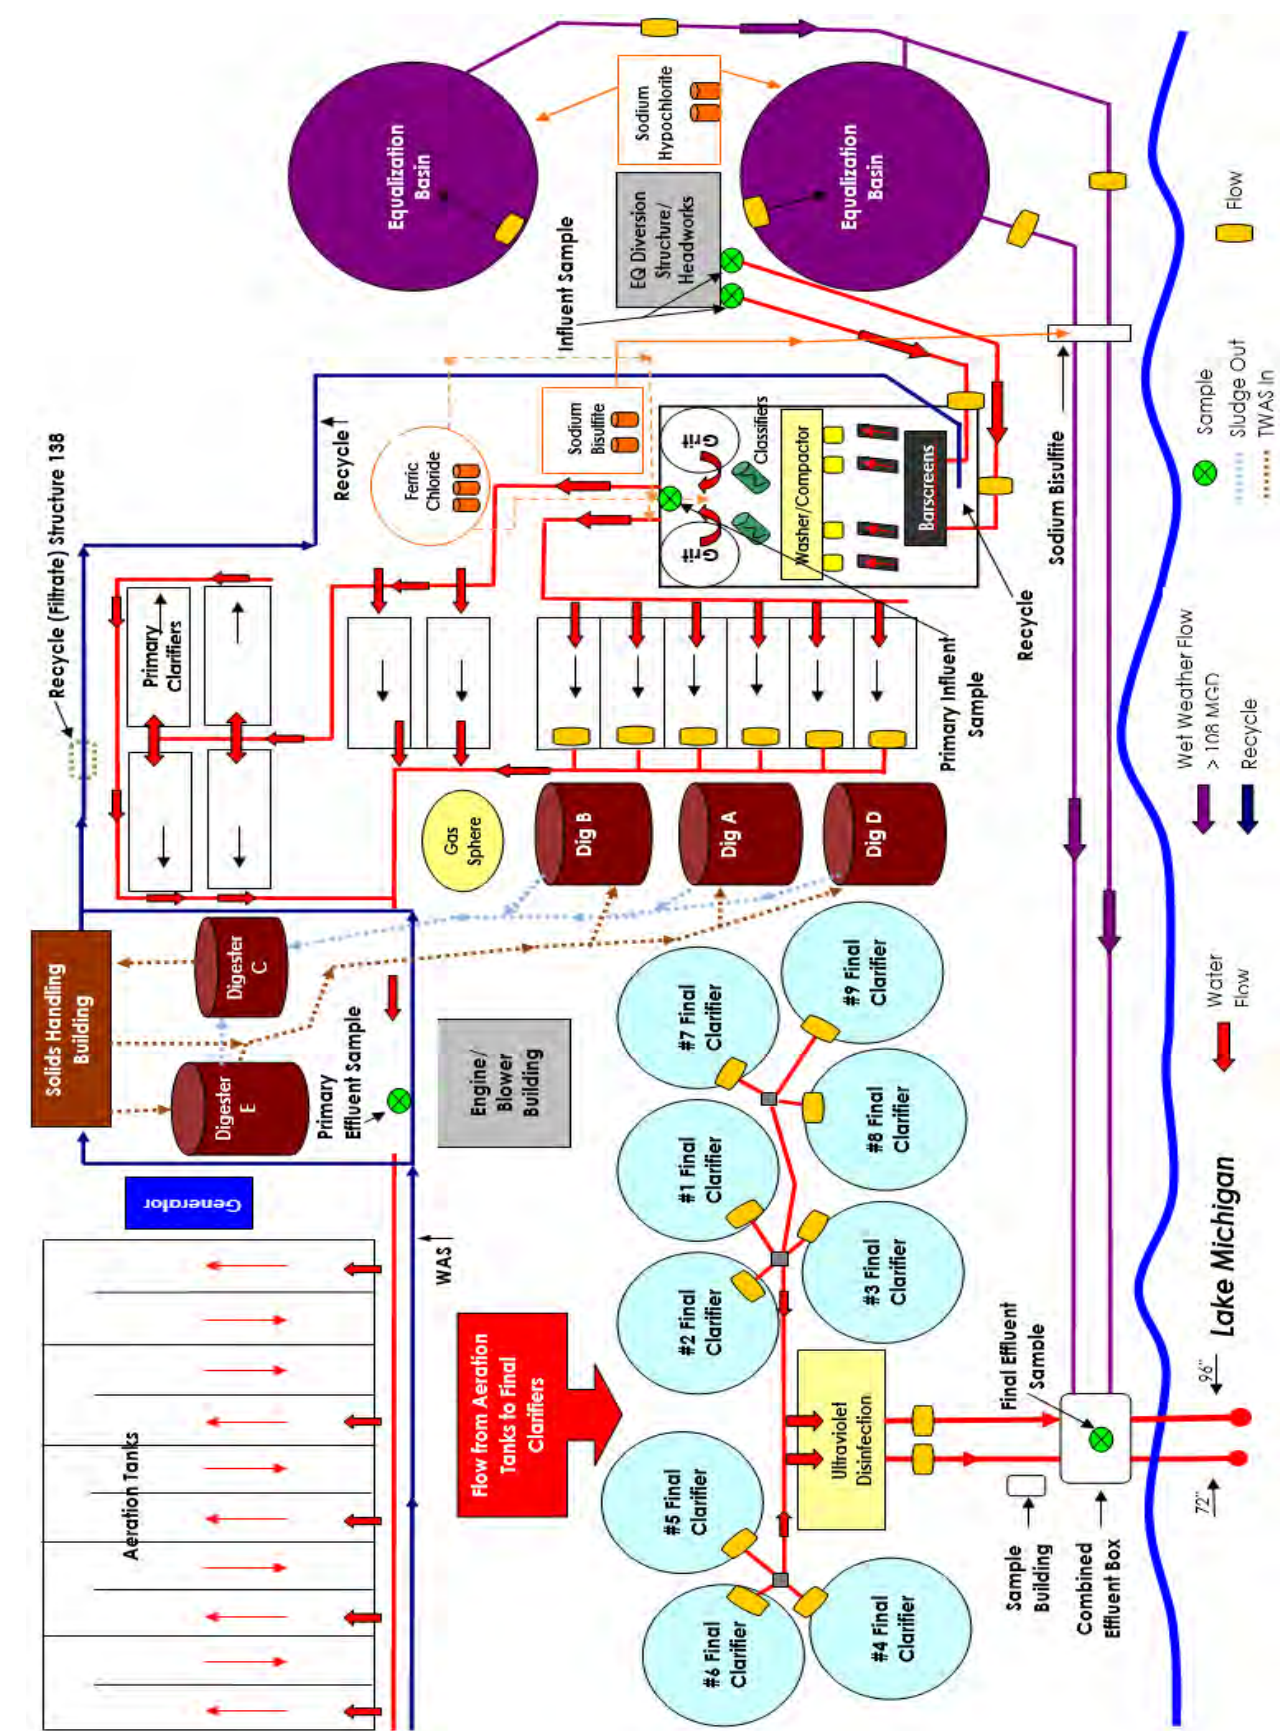 Solids Handling
Building
Recycle (Filtrate) Structure 138
Recycle
Primary
Clarifiers
Equalization
Basin
Sodium
Hypochlorite
Equalization
Basin
EQ Diversion
Structure/
Headworks
Influent Sample
Ferric
Chloride
Sodium
Bisulfite
Grit
Grit
Classifiers
Washer/Compactor
Barscreens
Recycle
Primary Influent
Sample
Sodium Bisulfite
Digester
C
Digester
E
Gas
Sphere
Dig B
Dig A
Dig D
Primary
Effluent Sample
Engine/
Blower
Building
Generator
WAS
Aeration Tanks
Flow from Aeration
Tanks to Final
Clarifiers
#7 Final
Clarifier
#9 Final
Clarifier
#1 Final
Clarifier
#8 Final
Clarifier
#2 Final
Clarifier
#3 Final
Clarifier
#5 Final
Clarifier
#6 Final
Clarifier
#4 Final
Clarifier
Ultraviolet
Disinfection
Final Effluent
Sample
Sample
Building
Combined
Effluent Box
72"
96"
Lake Michigan
Water
Flow
Wet Weather Flow
> 108 MGD
Recycle
Sample
Sludge Out
TWAS In
Flow